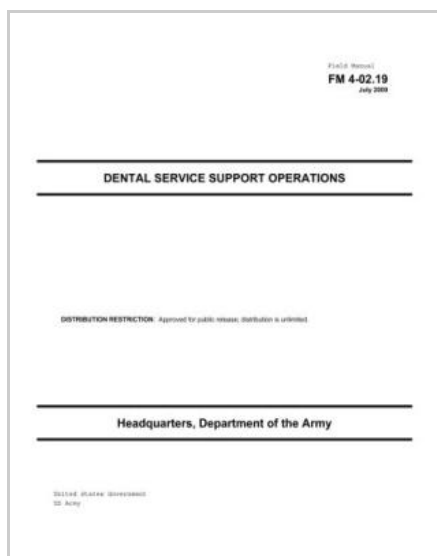 Field Manual
FM 4-02.19
July 2009
DENTAL SERVICE SUPPORT OPERATIONS
DISTRIBUTION RESTRICTION: Approved for public release; distribution is unlimited.
Headquarters, Department of the Army
United States Government
US Army